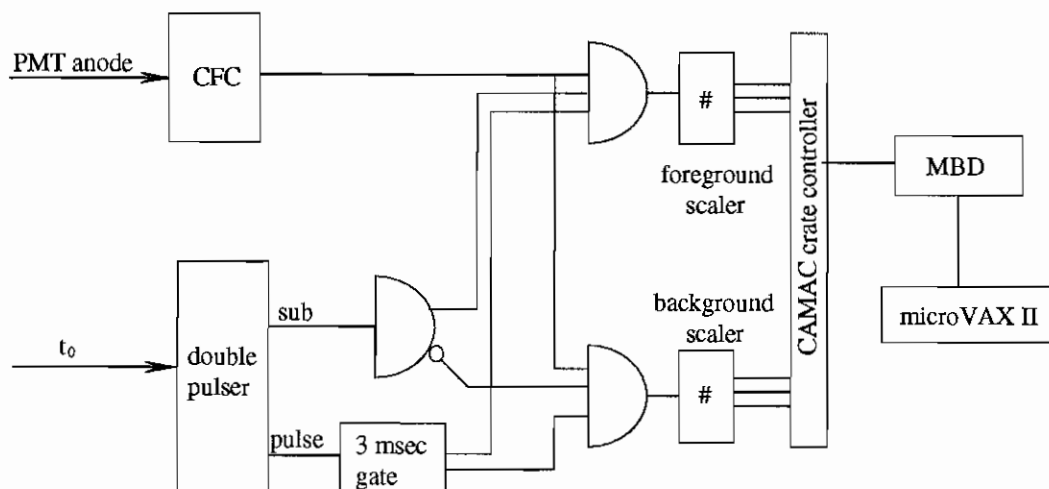 PMT anode
CFC
#
foreground
scaler
CAMAC crate controller
MBD
microVAX II
t₀
double
pulser
sub
pulse
3 msec
gate
background
scaler
#